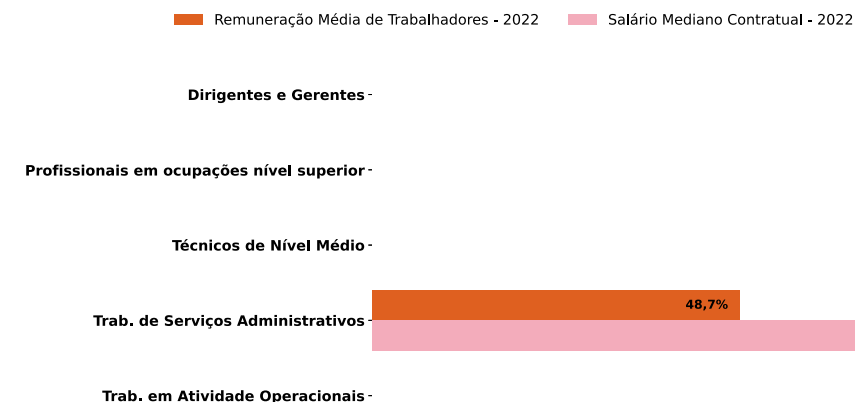 Remuneração Média de Trabalhadores - 2022 Salário Mediano Contratual - 2022
Dirigentes e Gerentes
Profissionais em ocupações nível superior
Técnicos de Nível Médio
48,7%
Trab. de Serviços Administrativos
Trab. em Atividade Operacionais